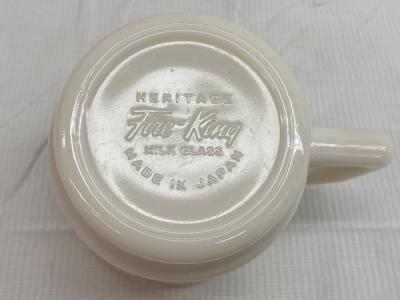 HERITAGE
Fire-King
MILK GLASS
MADE IN JAPAN